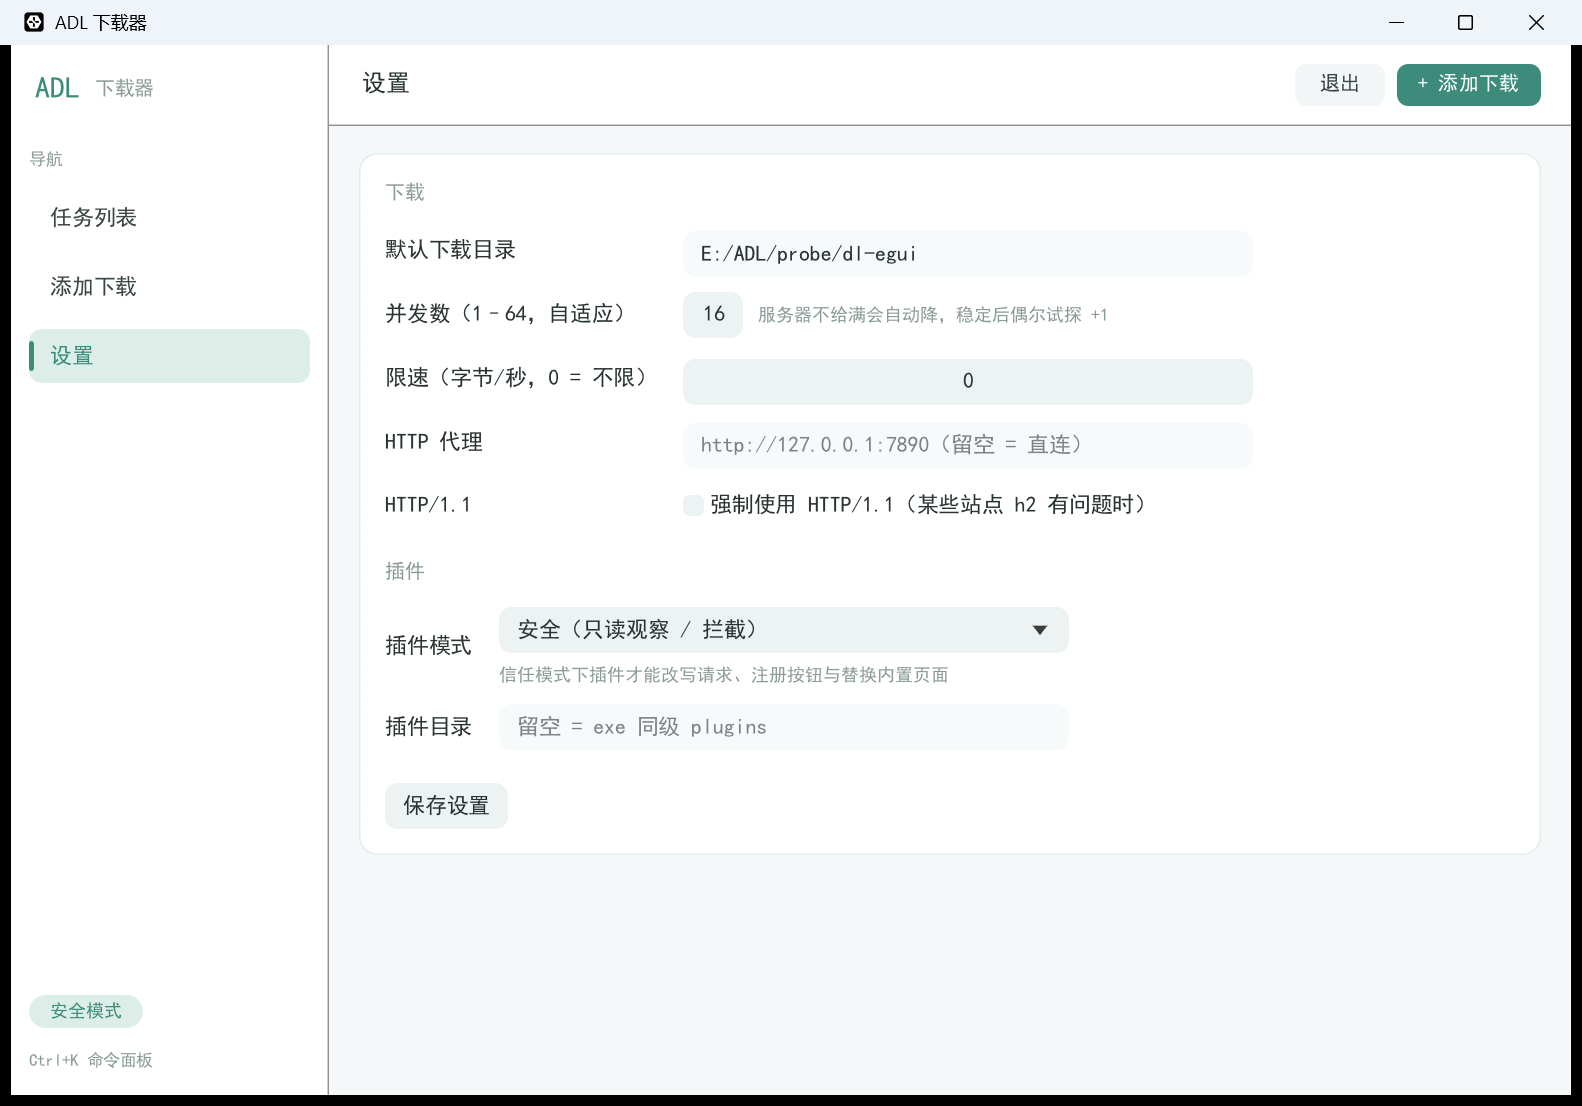 ADL 下载器
ADL 下载器
导航
任务列表
添加下载
设置
安全模式
Ctrl+K 命令面板
设置
退出
+ 添加下载
下载
默认下载目录 E:/ADL/probe/dl-egui
并发数（1-64，自适应） 16 服务器不给满会自动降，稳定后偶尔试探 +1
限速（字节/秒，0 = 不限） 0
HTTP 代理 http://127.0.0.1:7890（留空 = 直连）
HTTP/1.1 强制使用 HTTP/1.1（某些站点 h2 有问题时）
插件
插件模式 安全（只读观察 / 拦截）
信任模式下插件才能改写请求、注册按钮与替换内置页面
插件目录 留空 = exe 同级 plugins
保存设置